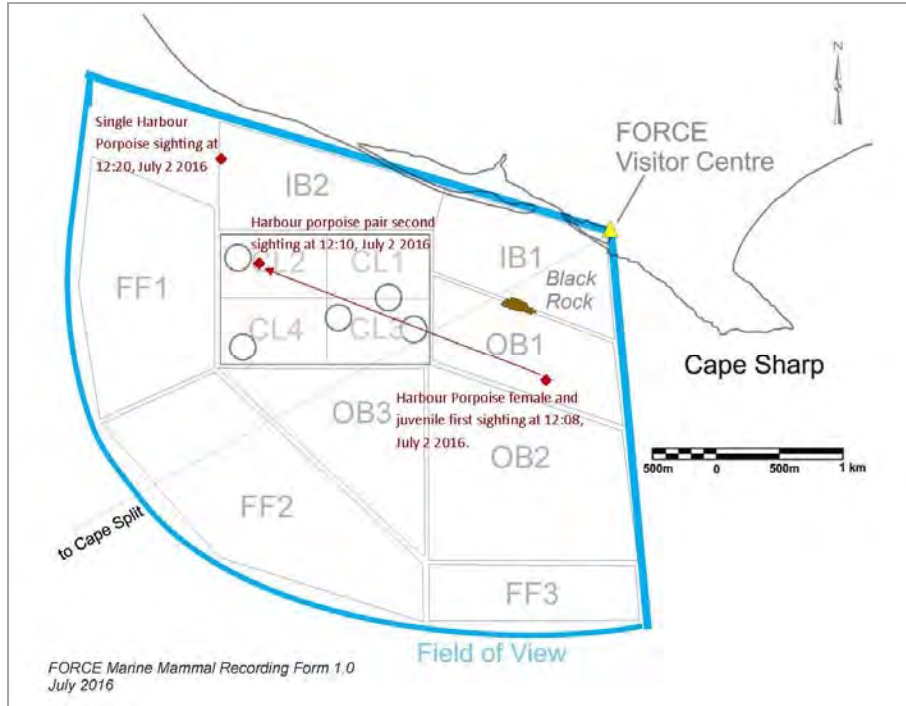 N
FORCE
Visitor Centre
Single Harbour
Porpoise sighting at
12:20, July 2 2016
IB2
Harbour porpoise pair second
sighting at 12:10, July 2 2016
IB1
CL2
CL1
FF1
Black
Rock
CL4
CL3
OB1
Cape Sharp
Harbour Porpoise female and
juvenile first sighting at 12:08,
July 2 2016.
OB3
OB2
500m
0
500m
1 km
FF2
to Cape Split
FF3
Field of View
FORCE Marine Mammal Recording Form 1.0
July 2016